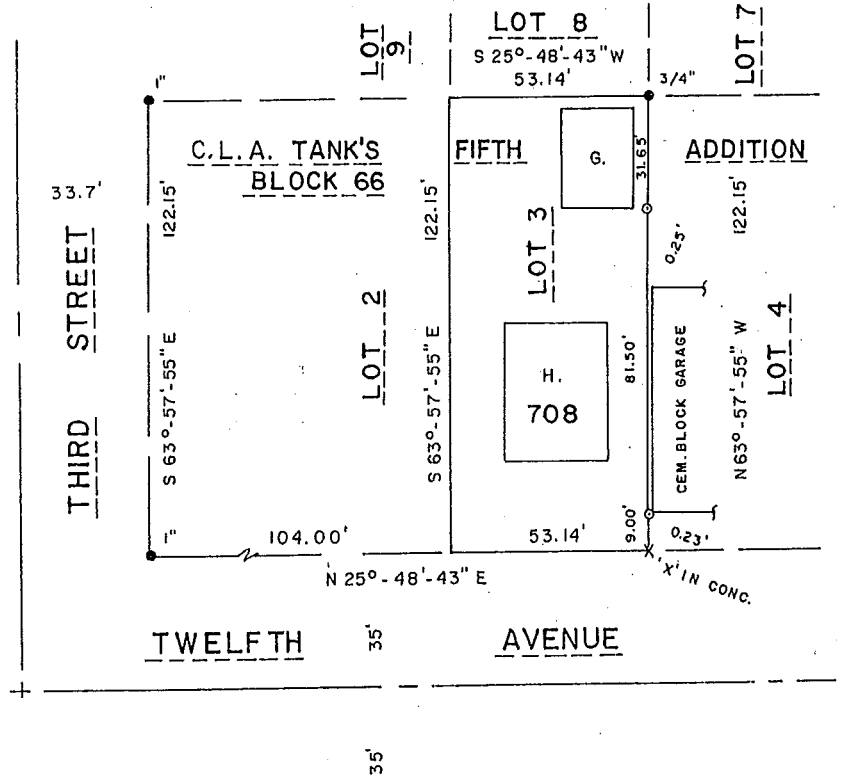 LOT 8
S 25°-48'-43" W
53.14'
LOT 9
LOT 7
1"
3/4"
C.L.A. TANK'S FIFTH ADDITION
BLOCK 66
G.
31.65'
33.7'
122.15'
122.15'
122.15'
LOT 3
0.25'
THIRD STREET
LOT 2
LOT 4
S 63°-57'-55" E
S 63°-57'-55" E
N 63°-57'-55" W
H.
708
81.50'
CEM. BLOCK GARAGE
1"
104.00'
53.14'
9.00'
0.23'
'X' IN CONC.
N 25°-48'-43" E
TWELFTH AVENUE
35'
35'